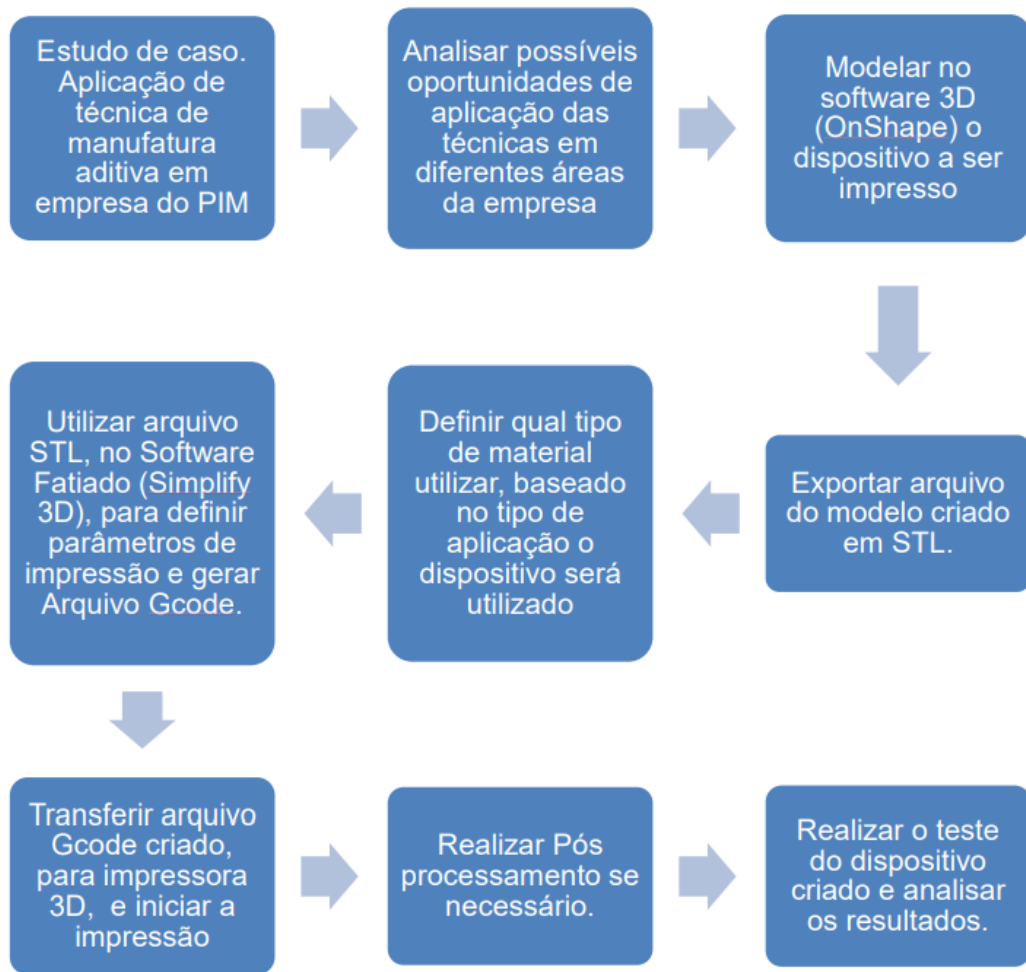 Estudo de caso.
Aplicação de
técnica de
manufatura
aditiva em
empresa do PIM
Analisar possíveis
oportunidades de
aplicação das
técnicas em
diferentes áreas
da empresa
Modelar no
software 3D
(OnShape) o
dispositivo a ser
impresso
Exportar arquivo
do modelo criado
em STL.
Definir qual tipo
de material
utilizar, baseado
no tipo de
aplicação o
dispositivo será
utilizado
Utilizar arquivo
STL, no Software
Fatiado (Simplify
3D), para definir
parâmetros de
impressão e gerar
Arquivo Gcode.
Transferir arquivo
Gcode criado,
para impressora
3D,  e iniciar a
impressão
Realizar Pós
processamento se
necessário.
Realizar o teste
do dispositivo
criado e analisar
os resultados.